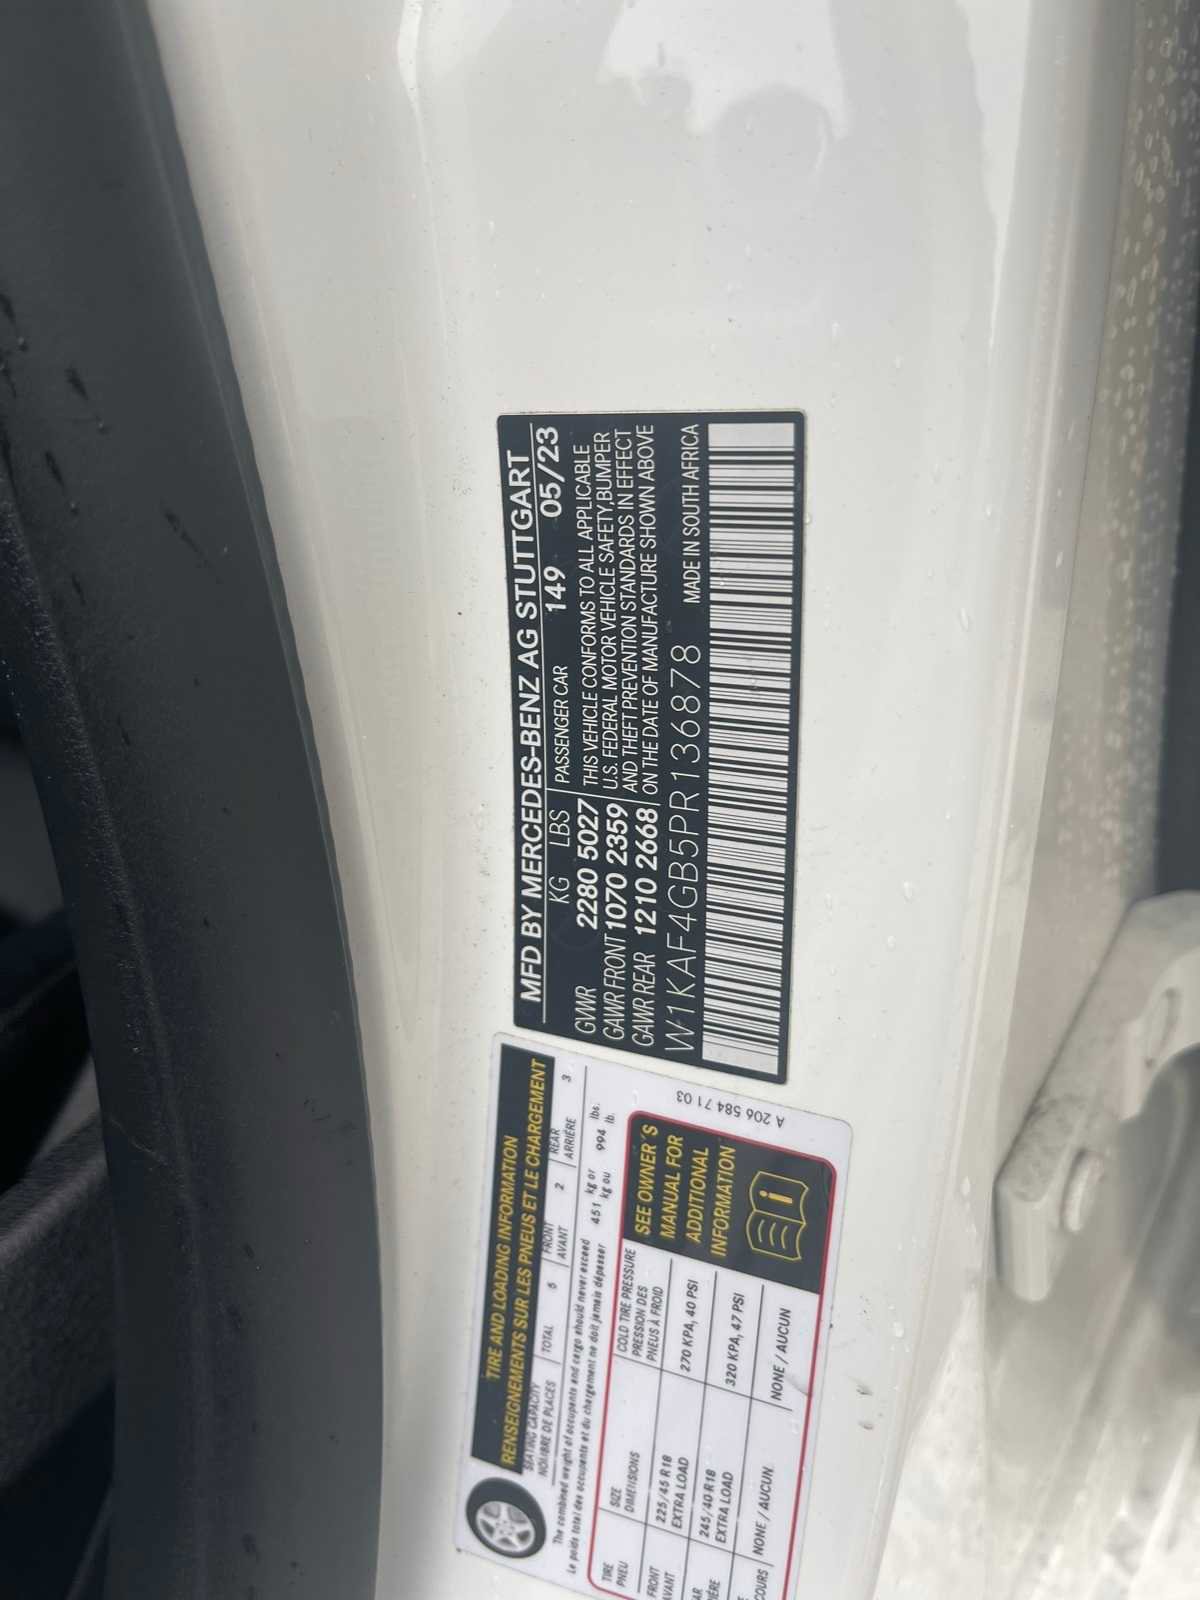 MFD BY MERCEDES-BENZ AG STUTTGART
KG LBS PASSENGER CAR 149 05/23
GVWR 2280 5027
GAWR FRONT 1070 2359
GAWR REAR 1210 2668
THIS VEHICLE CONFORMS TO ALL APPLICABLE
U.S. FEDERAL MOTOR VEHICLE SAFETY,BUMPER
AND THEFT PREVENTION STANDARDS IN EFFECT
ON THE DATE OF MANUFACTURE SHOWN ABOVE
W1KAF4GB5PR136878 MADE IN SOUTH AFRICA
TIRE AND LOADING INFORMATION
RENSEIGNEMENTS SUR LES PNEUS ET LE CHARGEMENT
SEATING CAPACITY TOTAL 5 FRONT 2 REAR 3
NOMBRE DE PLACES AVANT ARRIÈRE
The combined weight of occupants and cargo should never exceed 451 kg or 994 lbs.
Le poids total des occupants et du chargement ne doit jamais dépasser kg ou lb.
TIRE SIZE COLD TIRE PRESSURE
PNEU DIMENSIONS PRESSION DES
PNEUS À FROID
FRONT 225/45 R18 270 KPA, 40 PSI
AVANT EXTRA LOAD
245/40 R18 320 KPA, 47 PSI
EXTRA LOAD
NONE / AUCUN NONE / AUCUN
SEE OWNER´S
MANUAL FOR
ADDITIONAL
INFORMATION
i
A 206 584 71 03